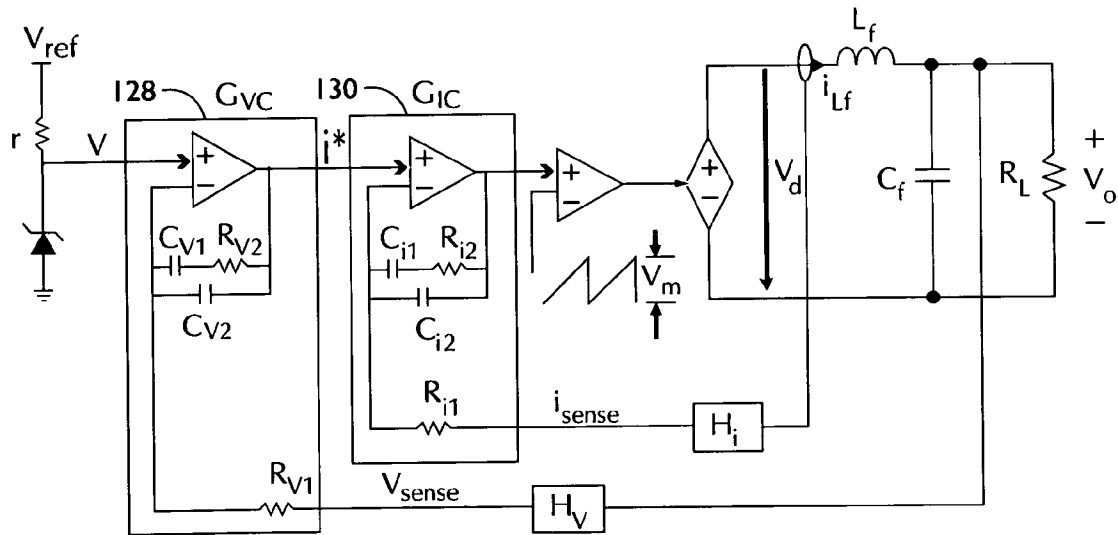 V_ref
r
V
128
G_VC
+
−
C_V1
R_V2
C_V2
R_V1
i*
130
G_IC
+
−
C_i1
R_i2
C_i2
R_i1
+
−
V_m
+
−
V_d
i_Lf
L_f
C_f
R_L
+
V_o
−
i_sense
H_i
V_sense
H_V